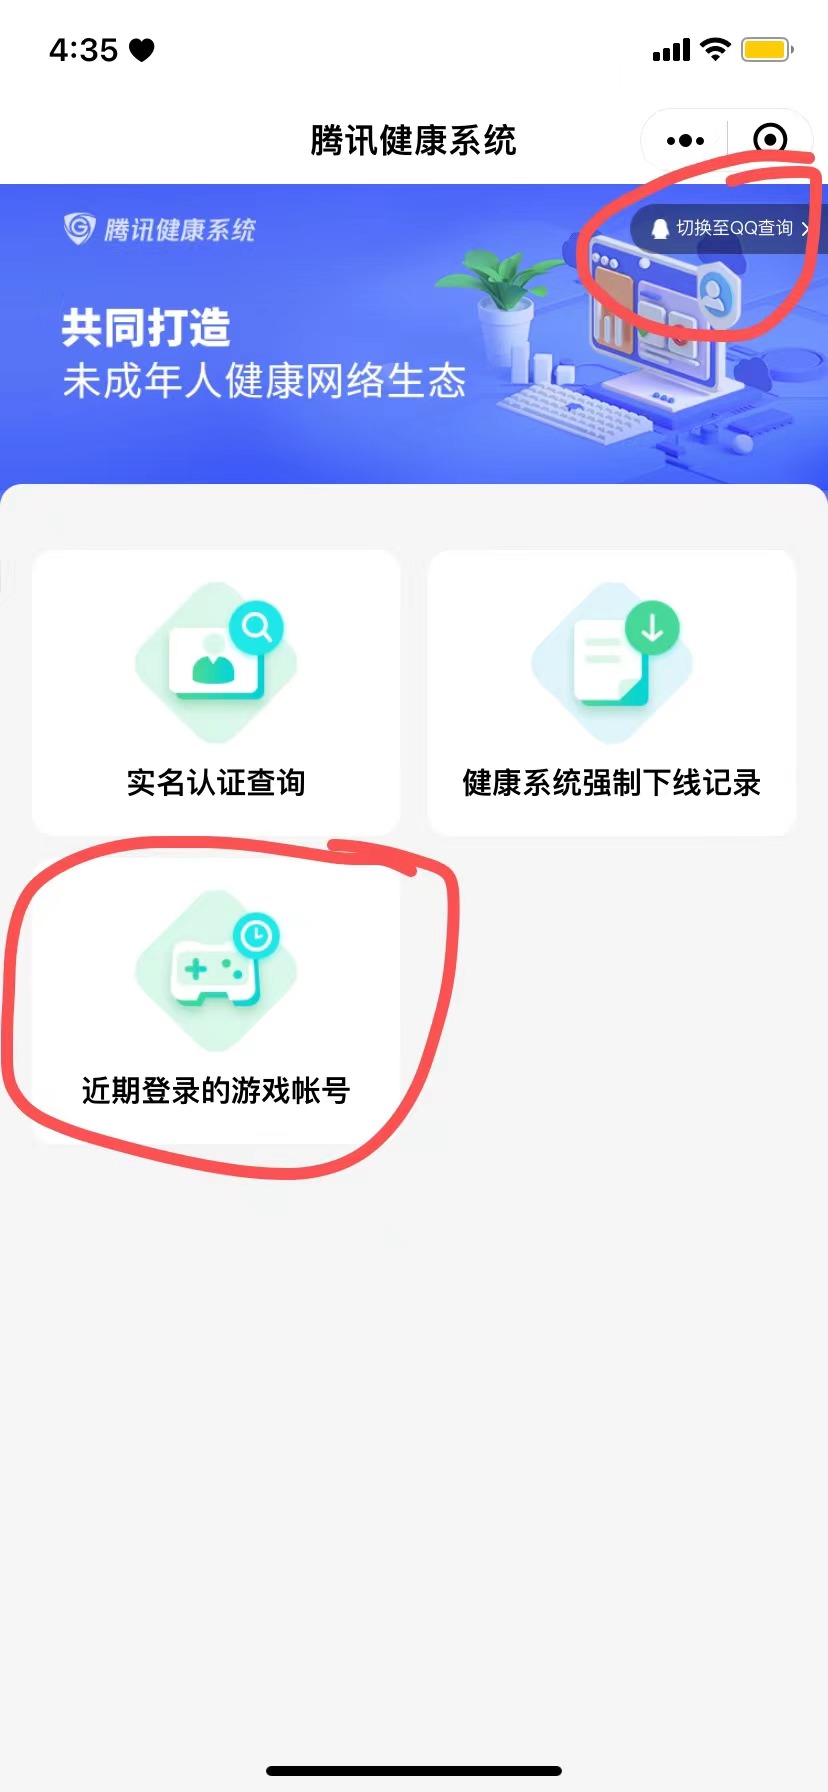 4:35
腾讯健康系统
切换至QQ查询
腾讯健康系统
共同打造
未成年人健康网络生态
实名认证查询
健康系统强制下线记录
近期登录的游戏帐号